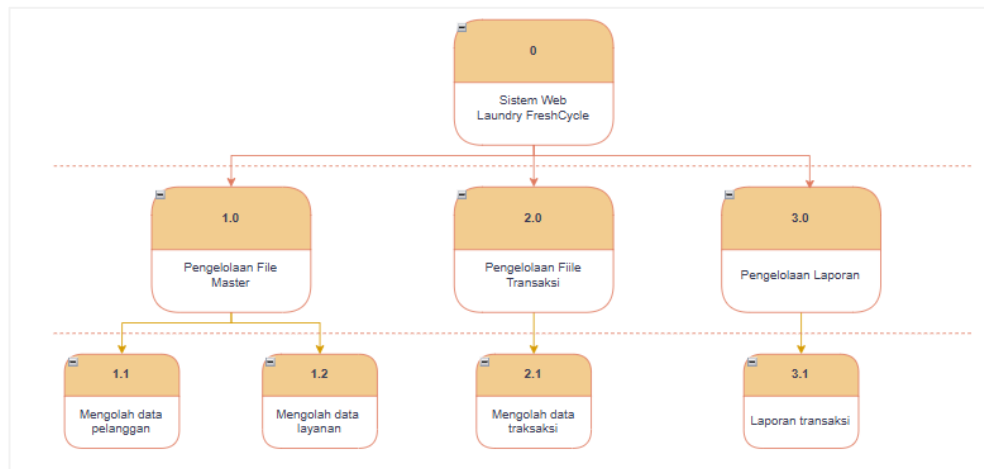 0
Sistem Web
Laundry FreshCycle
1.0
Pengelolaan File
Master
2.0
Pengelolaan Fiile
Transaksi
3.0
Pengelolaan Laporan
1.1
Mengolah data
pelanggan
1.2
Mengolah data
layanan
2.1
Mengolah data
traksaksi
3.1
Laporan transaksi